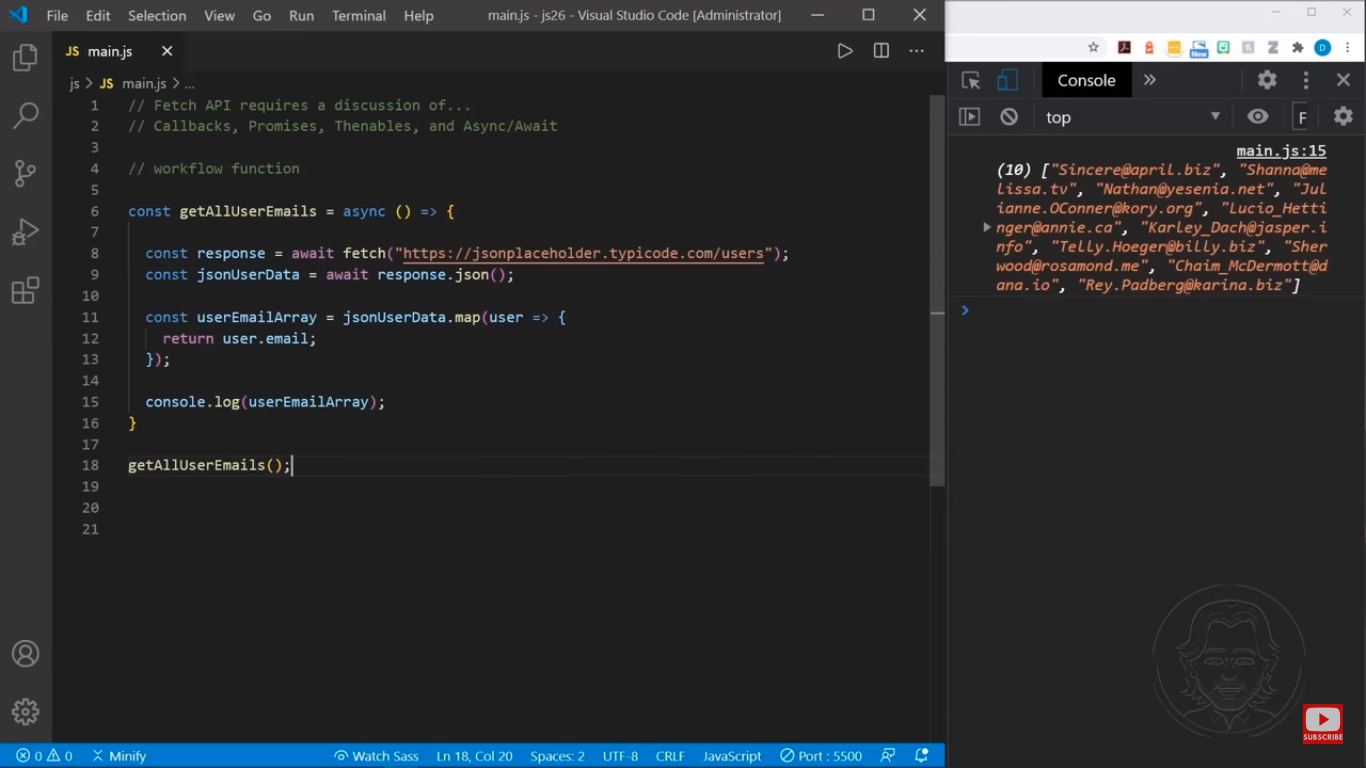 File Edit Selection View Go Run Terminal Help main.js - js26 - Visual Studio Code [Administrator]
JS main.js
js > JS main.js > ...
1 // Fetch API requires a discussion of...
2 // Callbacks, Promises, Thenables, and Async/Await
3
4 // workflow function
5
6 const getAllUserEmails = async () => {
7
8 const response = await fetch("https://jsonplaceholder.typicode.com/users");
9 const jsonUserData = await response.json();
10
11 const userEmailArray = jsonUserData.map(user => {
12 return user.email;
13 });
14
15 console.log(userEmailArray);
16 }
17
18 getAllUserEmails();
19
20
21
0 0 Minify Watch Sass Ln 18, Col 20 Spaces: 2 UTF-8 CRLF JavaScript Port : 5500
New Z D
Console »
top F
main.js:15
(10) ["Sincere@april.biz", "Shanna@me
lissa.tv", "Nathan@yesenia.net", "Jul
ianne.OConner@kory.org", "Lucio_Hetti
nger@annie.ca", "Karley_Dach@jasper.i
nfo", "Telly.Hoeger@billy.biz", "Sher
wood@rosamond.me", "Chaim_McDermott@d
ana.io", "Rey.Padberg@karina.biz"]
SUBSCRIBE